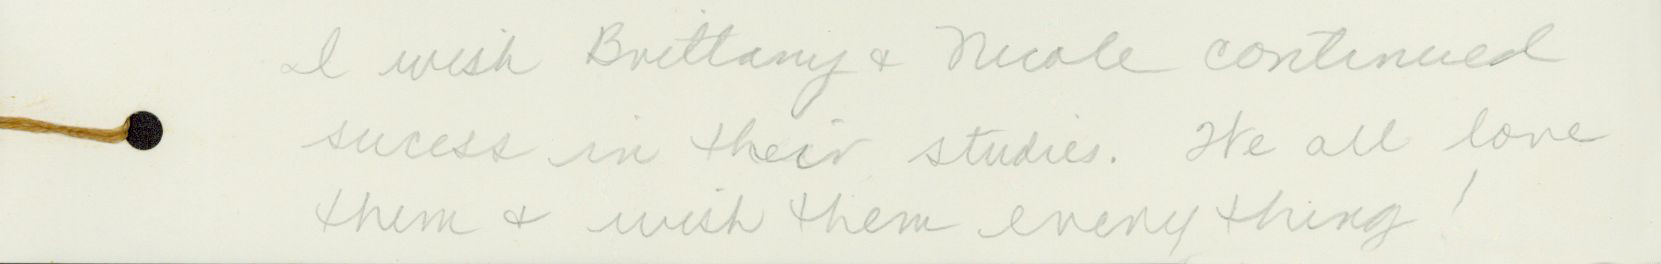 I wish Brittany & Nicole continued
sucess in their studies. We all love
them & wish them every thing!